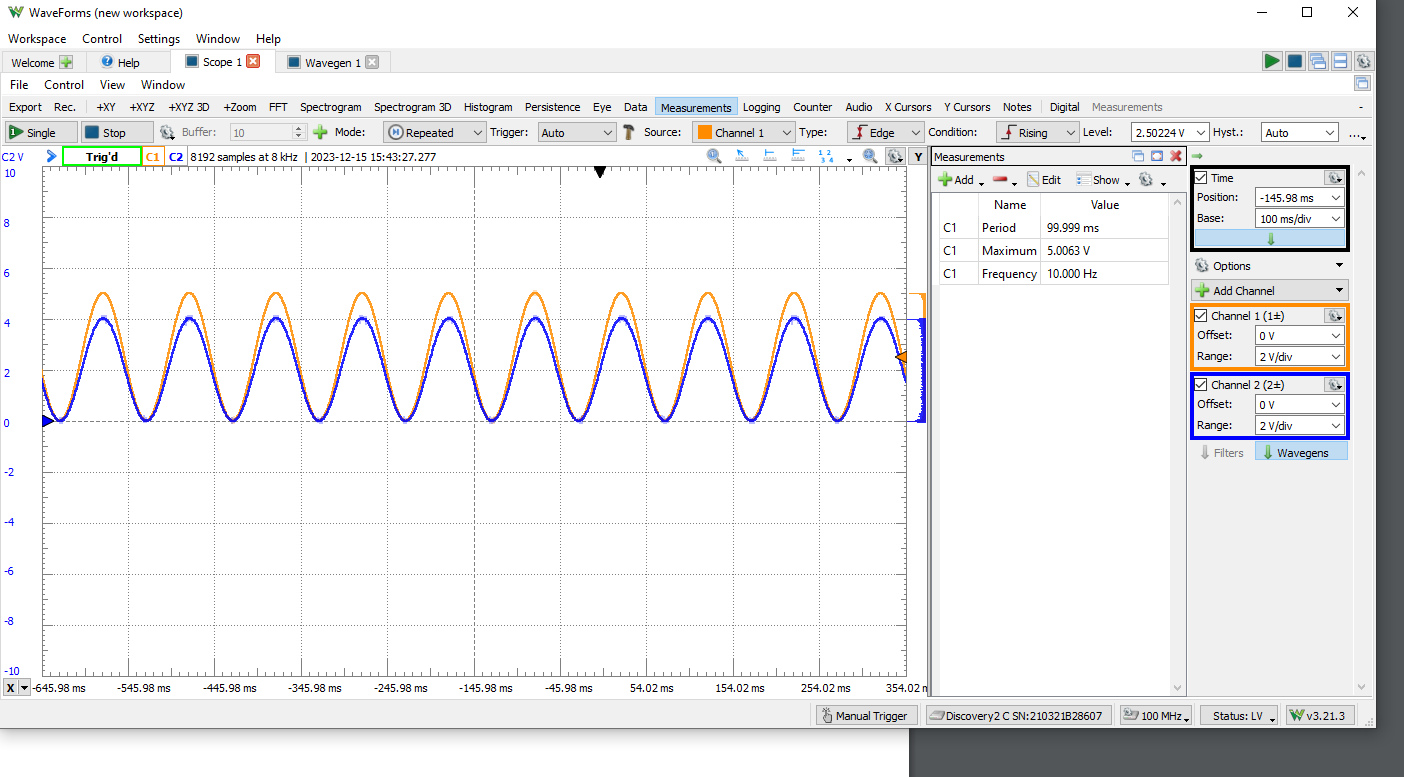 WaveForms (new workspace)
Workspace Control Settings Window Help
Welcome Help Scope 1 Wavegen 1
File Control View Window
Export Rec. +XY +XYZ +XYZ 3D +Zoom FFT Spectrogram Spectrogram 3D Histogram Persistence Eye Data Measurements Logging Counter Audio X Cursors Y Cursors Notes Digital Measurements
Single Stop Buffer: 10 Mode: Repeated Trigger: Auto Source: Channel 1 Type: Edge Condition: Rising Level: 2.50224 V Hyst.: Auto ...
C2 V Trig'd C1 C2 8192 samples at 8 kHz | 2023-12-15 15:43:27.277 Y
10
8
6
4
2
0
-2
-4
-6
-8
-10
X -645.98 ms -545.98 ms -445.98 ms -345.98 ms -245.98 ms -145.98 ms -45.98 ms 54.02 ms 154.02 ms 254.02 ms 354.02 m
Measurements
Add Edit Show
Name Value
C1 Period 99.999 ms
C1 Maximum 5.0063 V
C1 Frequency 10.000 Hz
Time
Position: -145.98 ms
Base: 100 ms/div
Options
Add Channel
Channel 1 (1±)
Offset: 0 V
Range: 2 V/div
Channel 2 (2±)
Offset: 0 V
Range: 2 V/div
Filters Wavegens
Manual Trigger Discovery2 C SN:210321B28607 100 MHz Status: LV v3.21.3